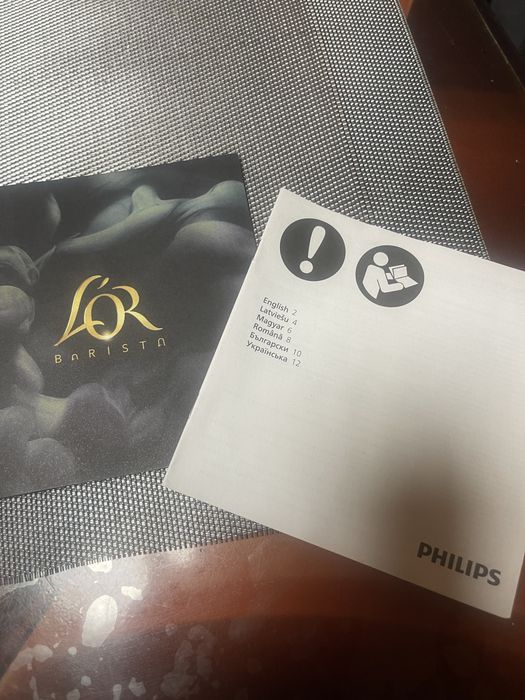 L'OR
BARISTA
English 2
Latviešu 4
Magyar 6
Română 8
Български 10
Українська 12
PHILIPS